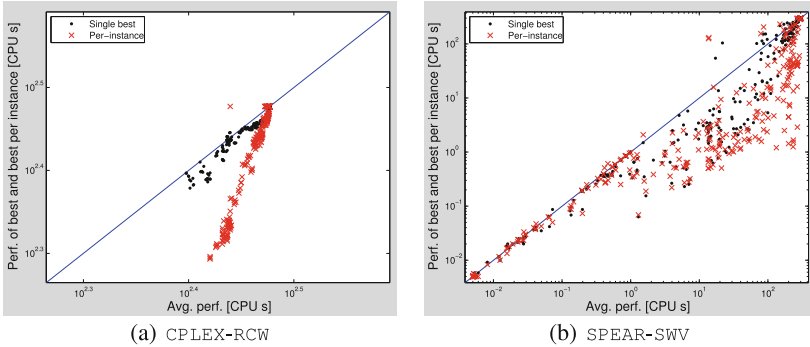 Single best
Per-instance
Perf. of best and best per instance [CPU s]
10^2.5
10^2.4
10^2.3
10^2.3
10^2.4
10^2.5
Avg. perf. [CPU s]
(a) CPLEX-RCW
Single best
Per-instance
Perf. of best and best per instance [CPU s]
10^2
10^1
10^0
10^−1
10^−2
10^−2
10^−1
10^0
10^1
10^2
Avg. perf. [CPU s]
(b) SPEAR-SWV